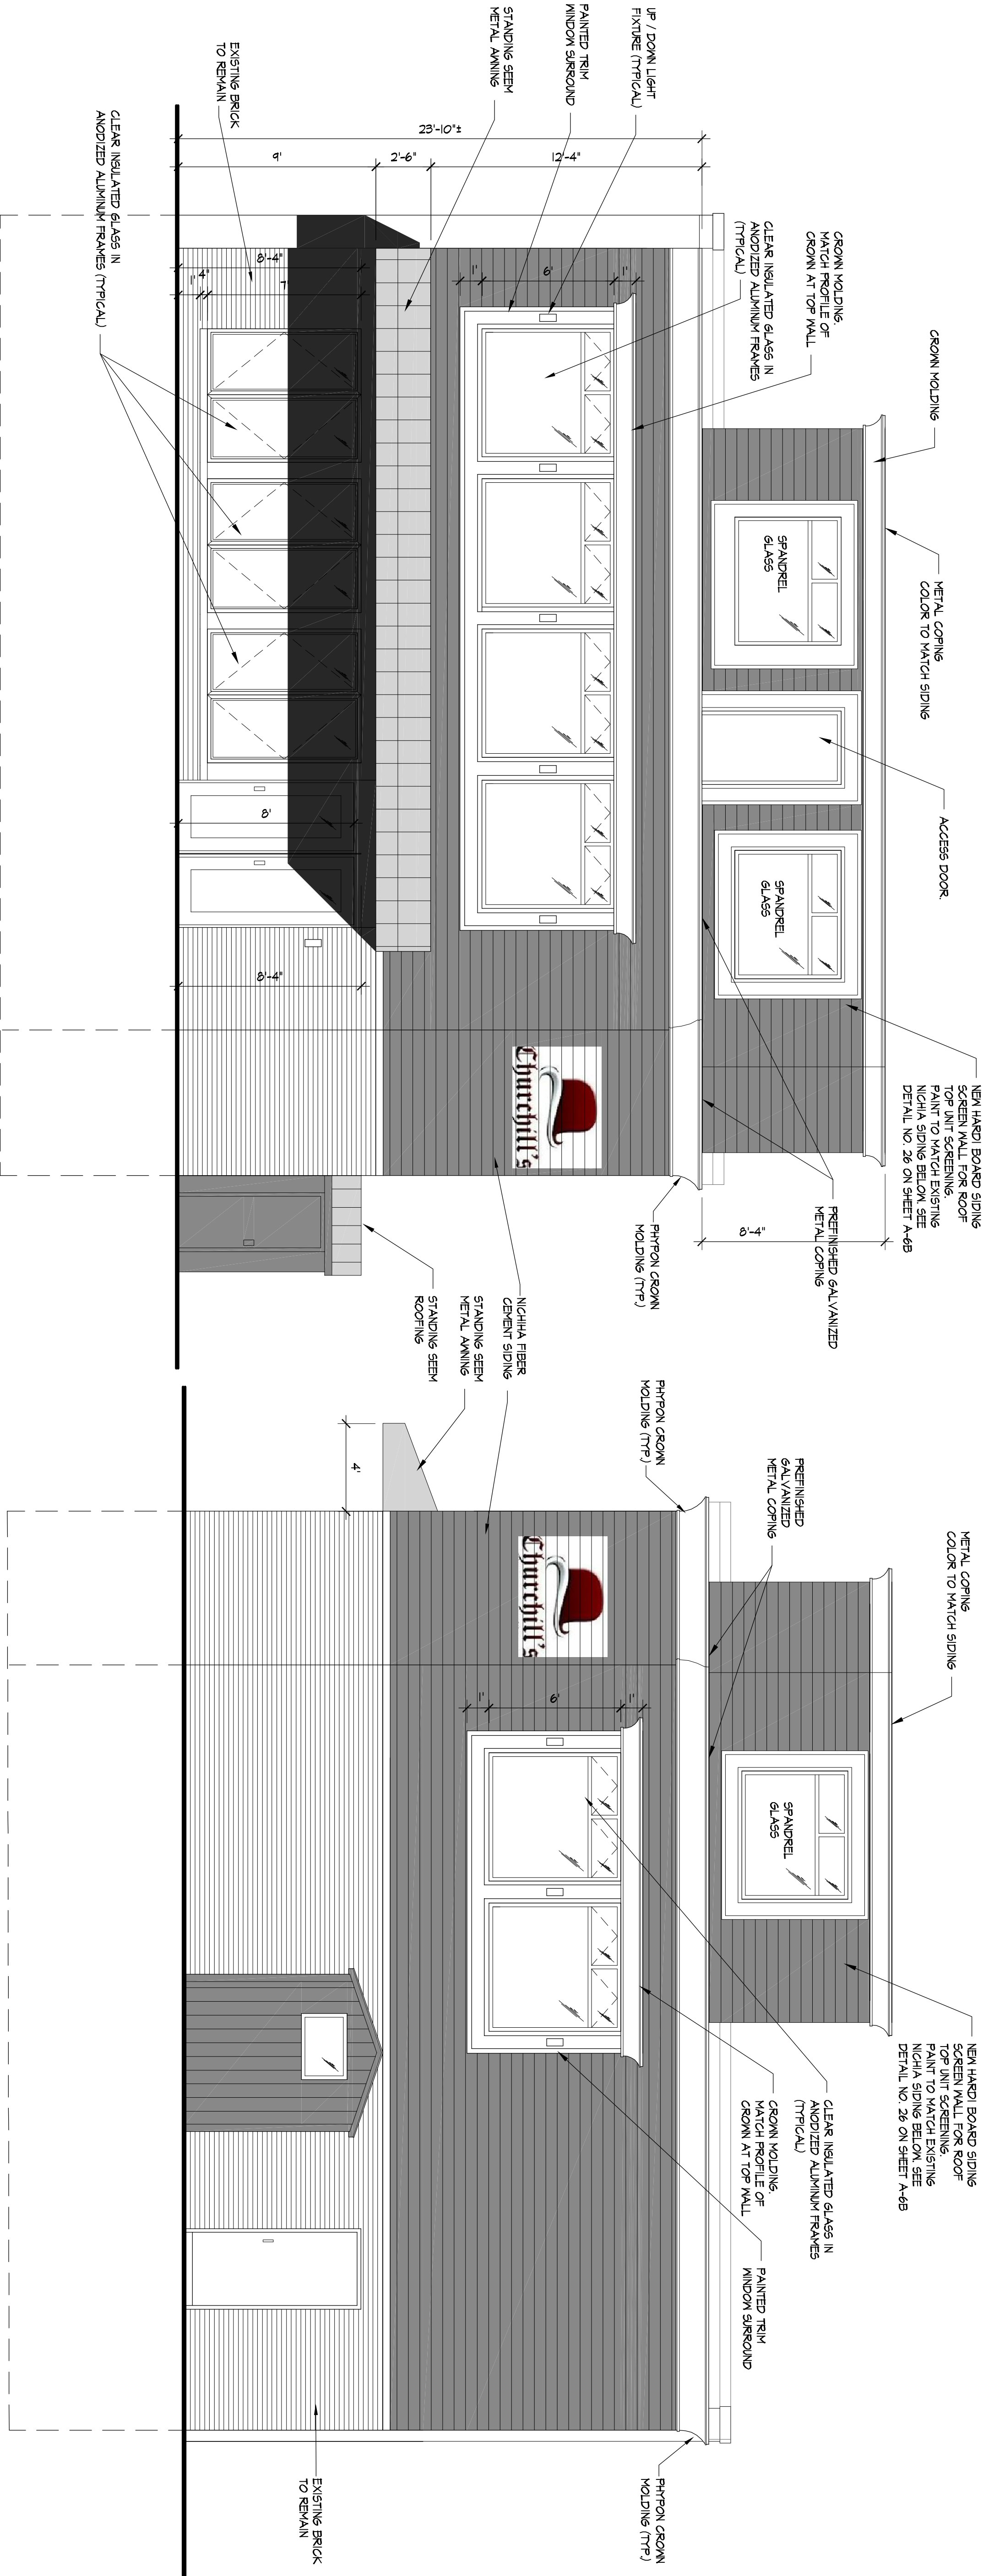 UP / DOWN LIGHT
FIXTURE (TYPICAL)
PAINTED TRIM
WINDOW SURROUND
STANDING SEEM
METAL AWNING
EXISTING BRICK
TO REMAIN
CLEAR INSULATED GLASS IN
ANODIZED ALUMINUM FRAMES (TYPICAL)
23'-10"±
12'-4"
2'-6"
9'
8'-4"
7'
4"
1'
1'
6'
1'
CROWN MOLDING.
MATCH PROFILE OF
CROWN AT TOP WALL
CLEAR INSULATED GLASS IN
ANODIZED ALUMINUM FRAMES
(TYPICAL)
CROWN MOLDING
METAL COPING
COLOR TO MATCH SIDING
SPANDREL
GLASS
ACCESS DOOR.
SPANDREL
GLASS
8'
8'-4"
Churchill's
NEW HARDI BOARD SIDING
SCREEN WALL FOR ROOF
TOP UNIT SCREENING.
PAINT TO MATCH EXISTING
NICHIA SIDING BELOW. SEE
DETAIL NO. 26 ON SHEET A-6B
PREFINISHED GALVANIZED
METAL COPING
8'-4"
PHYPON CROWN
MOLDING (TYP.)
NICHIHA FIBER
CEMENT SIDING
STANDING SEEM
METAL AWNING
STANDING SEEM
ROOFING
PHYPON CROWN
MOLDING (TYP.)
4'
PREFINISHED
GALVANIZED
METAL COPING
METAL COPING
COLOR TO MATCH SIDING
Churchill's
1'
6'
1'
SPANDREL
GLASS
NEW HARDI BOARD SIDING
SCREEN WALL FOR ROOF
TOP UNIT SCREENING.
PAINT TO MATCH EXISTING
NICHIA SIDING BELOW. SEE
DETAIL NO. 26 ON SHEET A-6B
CLEAR INSULATED GLASS IN
ANODIZED ALUMINUM FRAMES
(TYPICAL)
CROWN MOLDING.
MATCH PROFILE OF
CROWN AT TOP WALL
PAINTED TRIM
WINDOW SURROUND
PHYPON CROWN
MOLDING (TYP.)
EXISTING BRICK
TO REMAIN